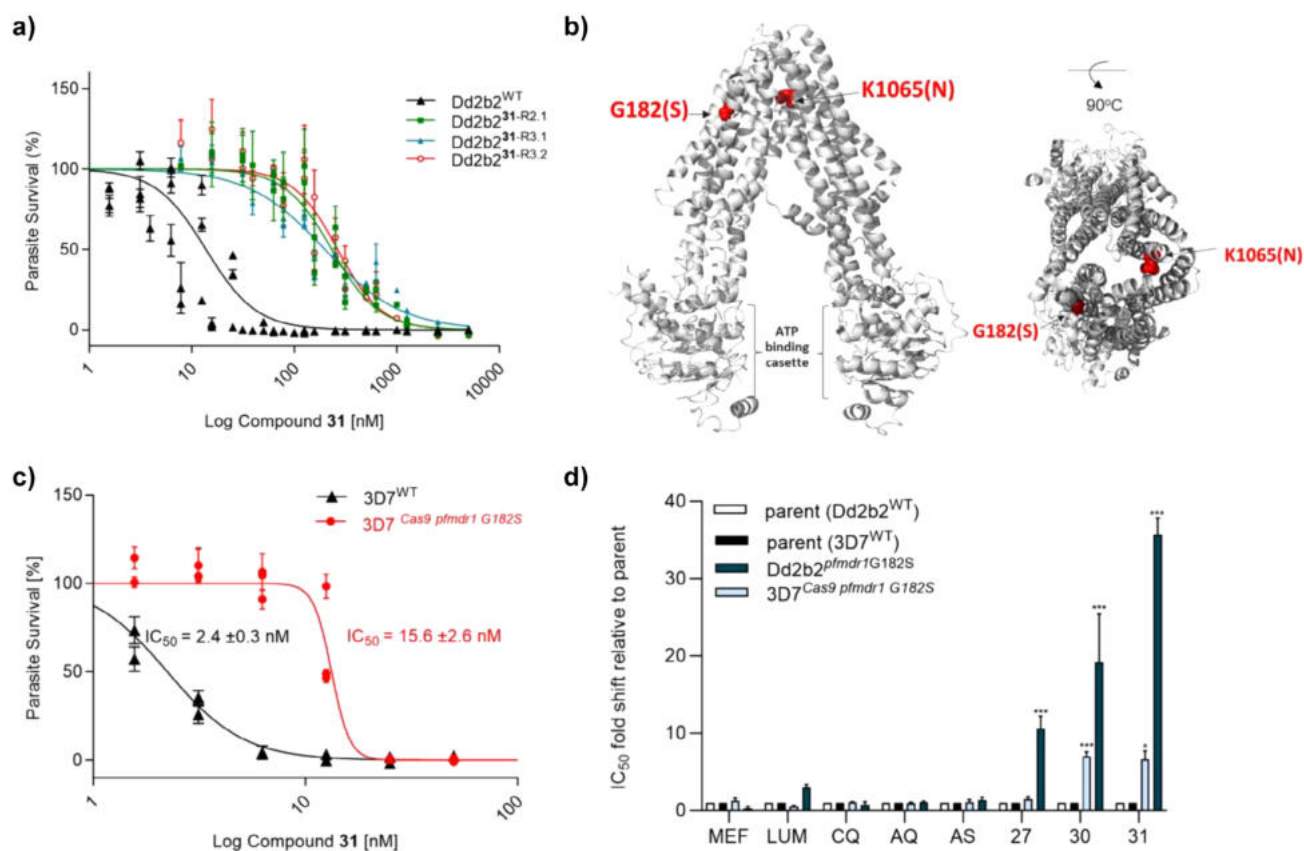 a)
150
100
50
0
Parasite Survival (%)
1
10
100
1000
10000
Log Compound 31 [nM]
Dd2b2WT
Dd2b231-R2.1
Dd2b231-R3.1
Dd2b231-R3.2
b)
G182(S)
K1065(N)
ATP
binding
casette
90°C
K1065(N)
G182(S)
c)
150
100
50
0
Parasite Survival [%]
1
10
100
Log Compound 31 [nM]
3D7WT
3D7Cas9 pfmdr1 G182S
IC50 = 2.4 ±0.3 nM
IC50 = 15.6 ±2.6 nM
d)
40
30
20
10
0
IC50 fold shift relative to parent
parent (Dd2b2WT)
parent (3D7WT)
Dd2b2pfmdr1G182S
3D7Cas9 pfmdr1 G182S
***
***
***
***
*
MEF LUM CQ AQ AS 27 30 31